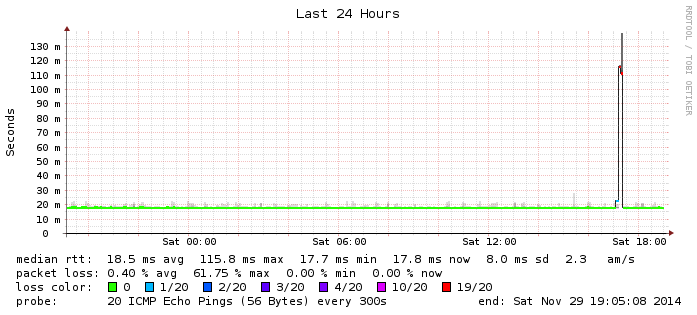 Last 24 Hours
RRDTOOL / TOBI OETIKER
Seconds
130 m
120 m
110 m
100 m
90 m
80 m
70 m
60 m
50 m
40 m
30 m
20 m
10 m
0
Sat 00:00 Sat 06:00 Sat 12:00 Sat 18:00
median rtt: 18.5 ms avg 115.8 ms max 17.7 ms min 17.8 ms now 8.0 ms sd 2.3 am/s
packet loss: 0.40 % avg 61.75 % max 0.00 % min 0.00 % now
loss color: 0 1/20 2/20 3/20 4/20 10/20 19/20
probe: 20 ICMP Echo Pings (56 Bytes) every 300s end: Sat Nov 29 19:05:08 2014